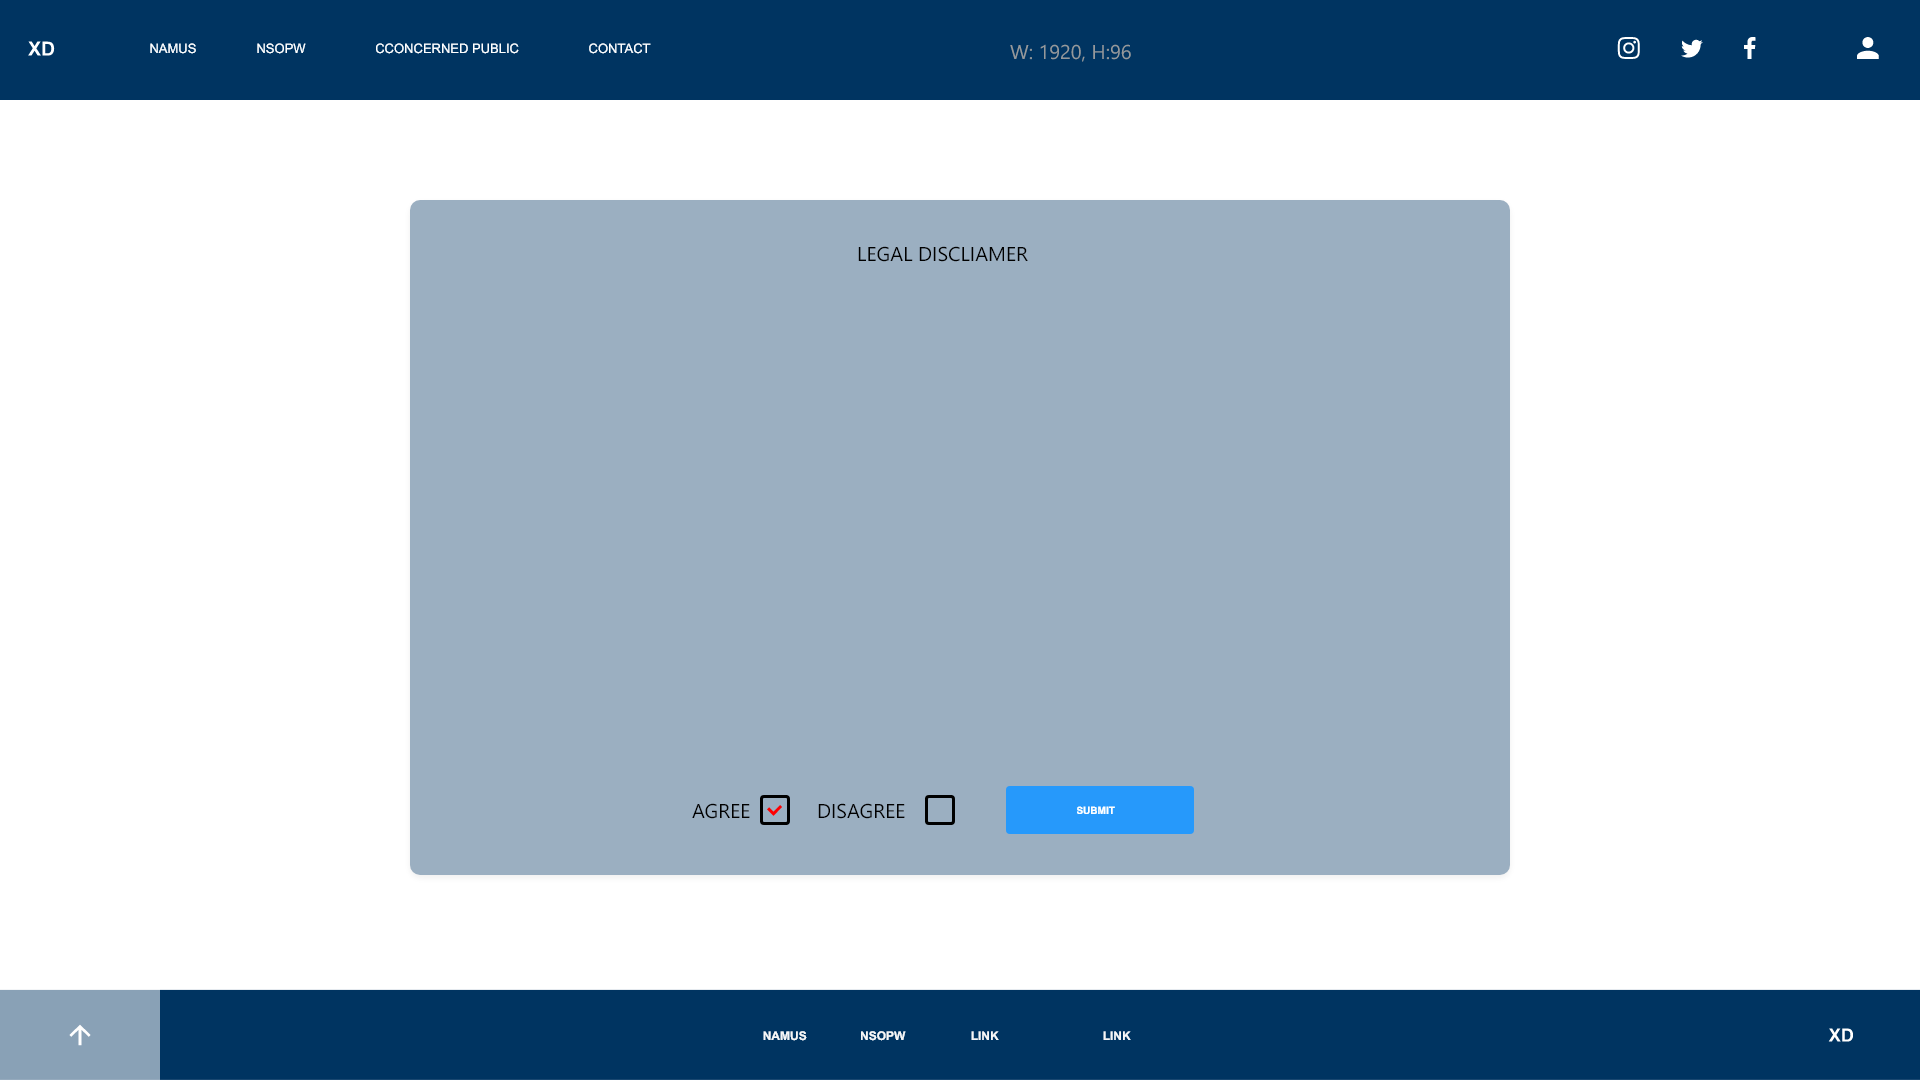 XD NAMUS NSOPW CCONCERNED PUBLIC CONTACT W: 1920, H:96
LEGAL DISCLIAMER
AGREE DISAGREE SUBMIT
NAMUS NSOPW LINK LINK XD